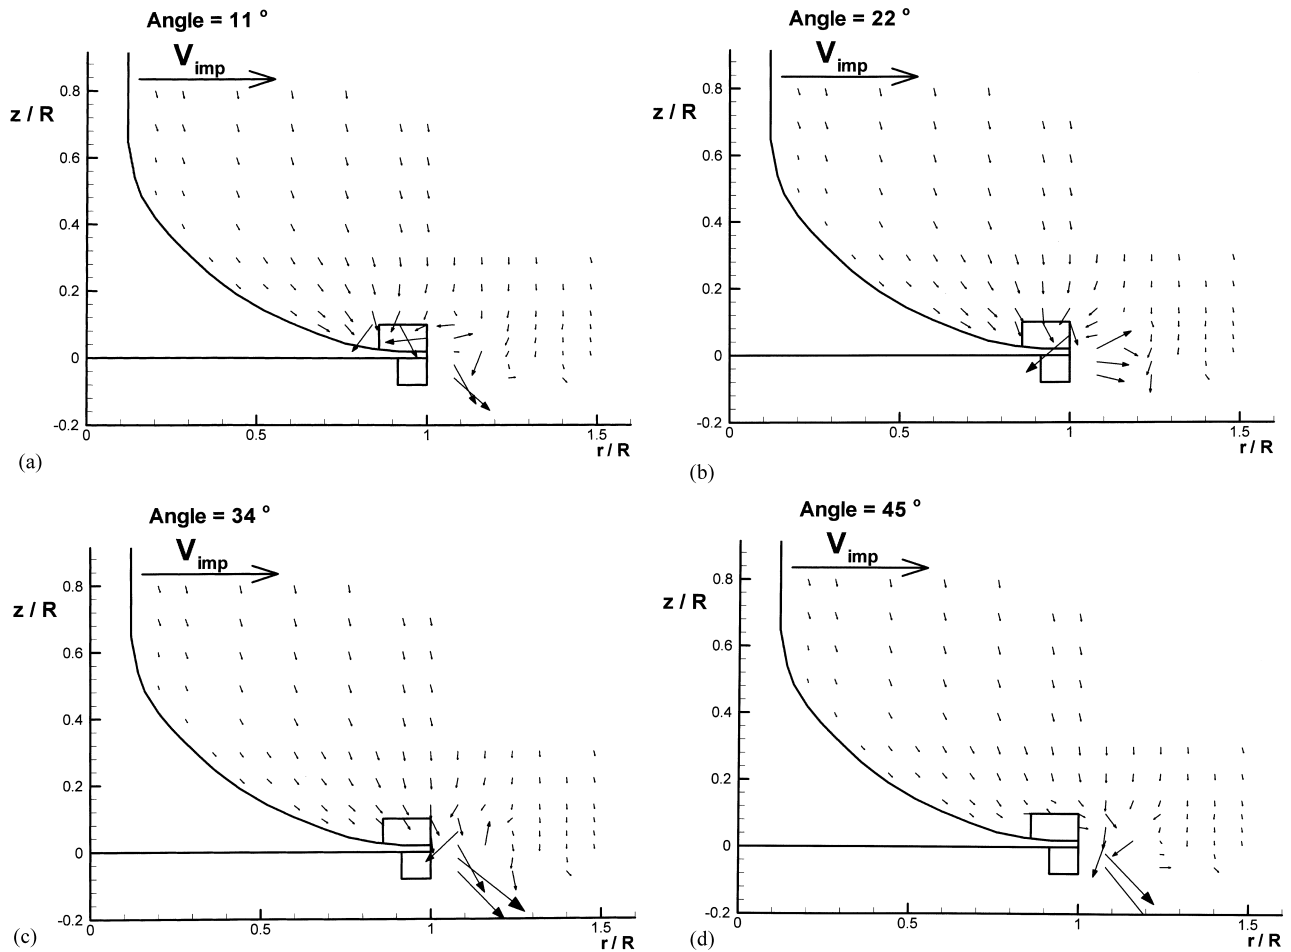 Angle = 11 °
V imp
z / R
0.8
0.6
0.4
0.2
0
-0.2
0
0.5
1
1.5
r / R
(a)
Angle = 22 °
V imp
z / R
0.8
0.6
0.4
0.2
0
-0.2
0
0.5
1
1.5
r / R
(b)
Angle = 34 °
V imp
z / R
0.8
0.6
0.4
0.2
0
-0.2
0
0.5
1
1.5
r / R
(c)
Angle = 45 °
V imp
z / R
0.8
0.6
0.4
0.2
0
-0.2
0
0.5
1
1.5
r / R
(d)